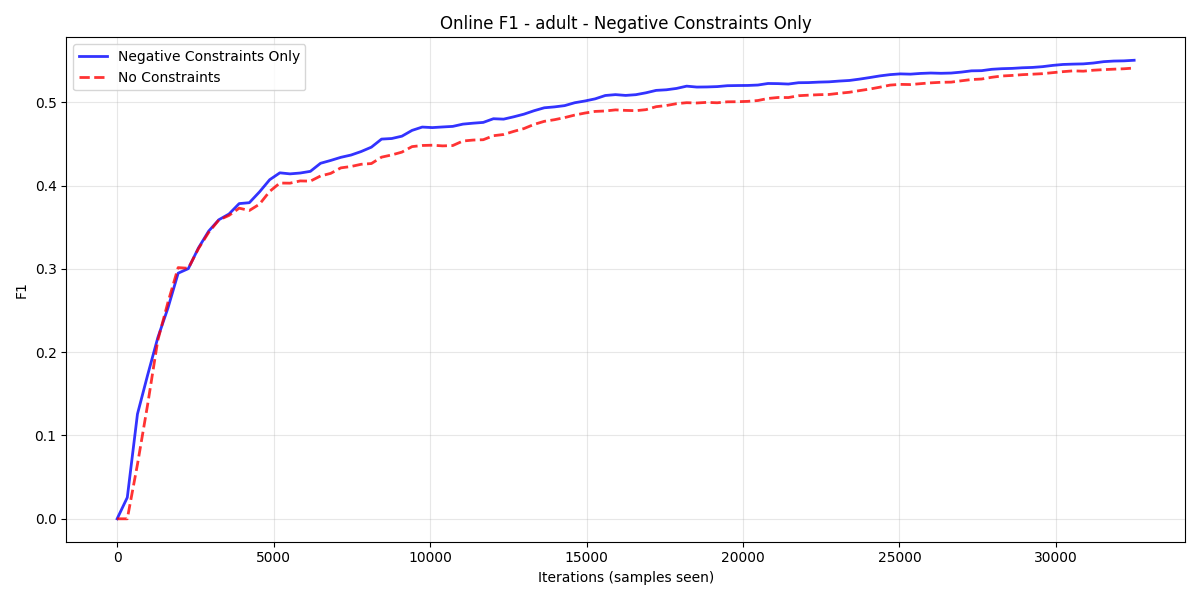 Online F1 - adult - Negative Constraints Only
Negative Constraints Only
No Constraints
F1
0.5
0.4
0.3
0.2
0.1
0.0
0 5000 10000 15000 20000 25000 30000
Iterations (samples seen)